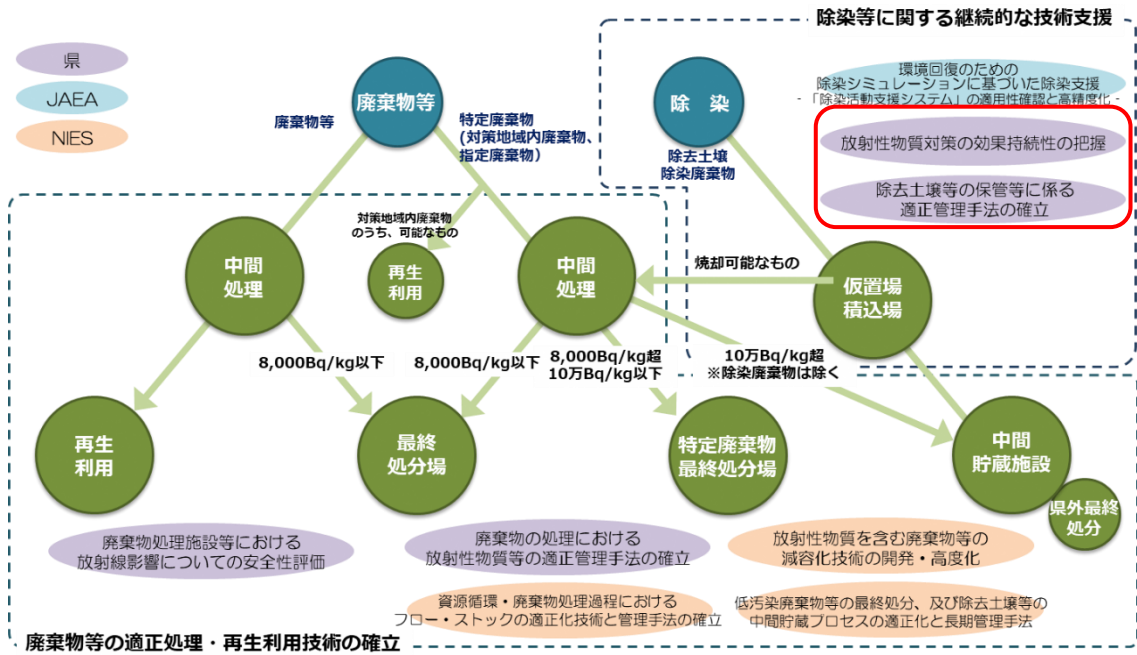 除染等に関する継続的な技術支援
県
JAEA
NIES
廃棄物等
除 染
環境回復のための
除染シミュレーションに基づいた除染支援
- 「除染活動支援システム」の適用性確認と高精度化 -
廃棄物等
特定廃棄物
(対策地域内廃棄物、
指定廃棄物)
除去土壌
除染廃棄物
放射性物質対策の効果持続性の把握
除去土壌等の保管等に係る
適正管理手法の確立
対策地域内廃棄物
のうち、可能なもの
中間
処理
再生
利用
中間
処理
焼却可能なもの
仮置場
積込場
8,000Bq/kg以下
8,000Bq/kg以下
8,000Bq/kg超
10万Bq/kg以下
10万Bq/kg超
※除染廃棄物は除く
再生
利用
最終
処分場
特定廃棄物
最終処分場
中間
貯蔵施設
県外最終
処分
廃棄物処理施設等における
放射線影響についての安全性評価
廃棄物の処理における
放射性物質等の適正管理手法の確立
放射性物質を含む廃棄物等の
減容化技術の開発・高度化
資源循環・廃棄物処理過程における
フロー・ストックの適正化技術と管理手法の確立
低汚染廃棄物等の最終処分、及び除去土壌等の
中間貯蔵プロセスの適正化と長期管理手法
廃棄物等の適正処理・再生利用技術の確立